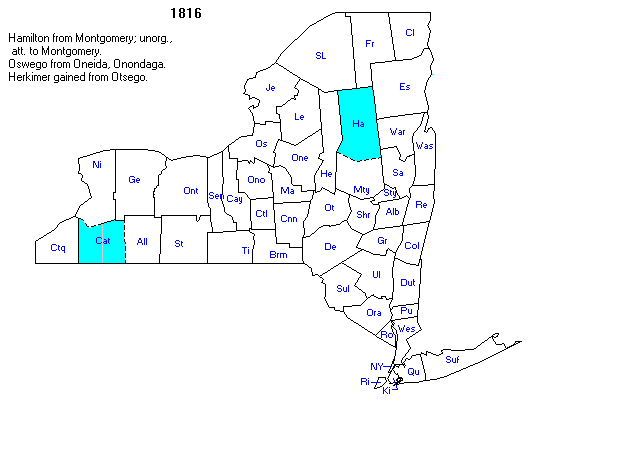 1816
Hamilton from Montgomery; unorg.,
att. to Montgomery.
Oswego from Oneida, Onondaga.
Herkimer gained from Otsego.
Cl
Fr
SL
Es
Je
Le
Ha
War
Was
Os
One
Ni
Ge
Ont
Sen
Cay
Ono
Ma
He
Mty
Sa
Sty
Re
Alb
Shr
Ot
Cnn
Ctl
Cat
All
St
Ctq
Ti
Brm
De
Gr
Col
Ul
Dut
Sul
Ora
Pu
Ro
Wes
NY
Qu
Suf
Ri
Ki